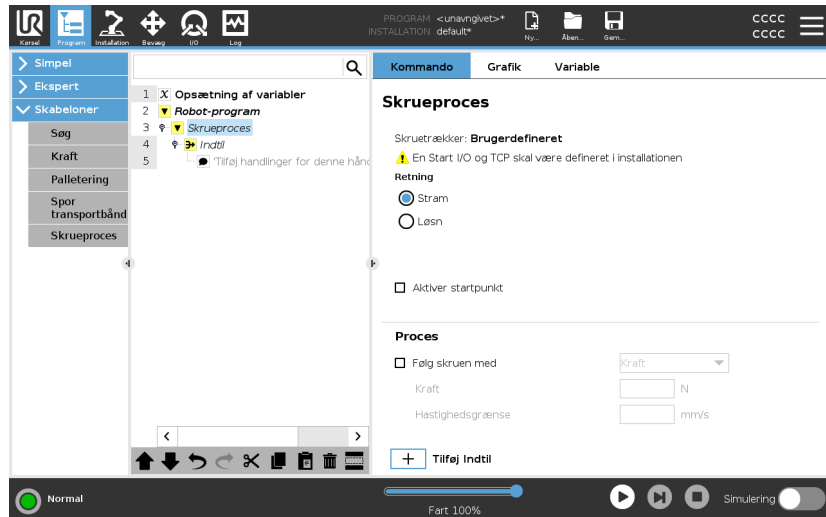 UR
Kørsel
Program
Installation
Bevæg
I/O
Log
PROGRAM <unavngivet>*
INSTALLATION default*
Ny...
Åben...
Gem...
CCCC
CCCC
Simpel
Ekspert
Skabeloner
Søg
Kraft
Palletering
Spor
transportbånd
Skrueproces
1 X Opsætning af variabler
2 Robot-program
3 Skrueproces
4 Indtil
5 'Tilføj handlinger for denne hånd
Kommando Grafik Variable
Skrueproces
Skruetrækker: Brugerdefineret
En Start I/O og TCP skal være defineret i installationen
Retning
Stram
Løsn
Aktiver startpunkt
Proces
Følg skruen med Kraft
Kraft N
Hastighedsgrænse mm/s
+ Tilføj Indtil
Normal
Fart 100%
Simulering